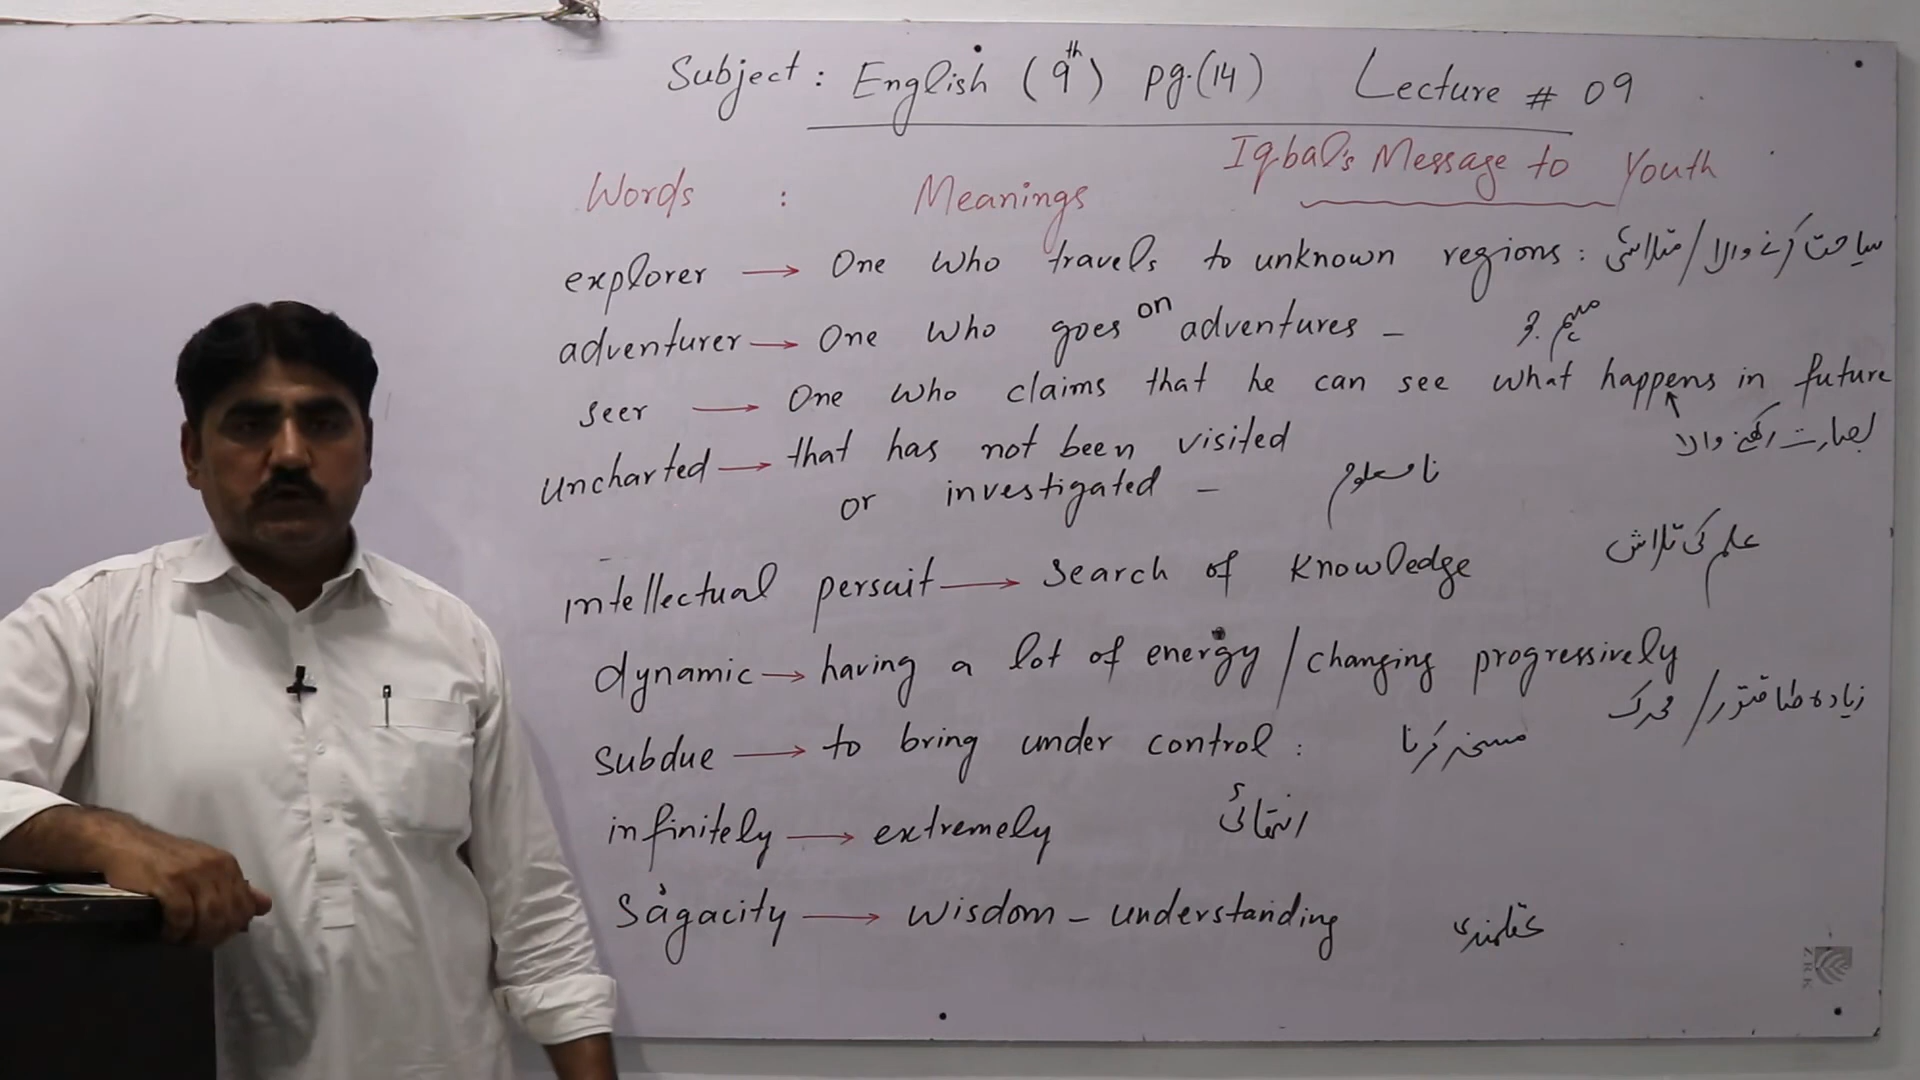 Subject : English (9th) pg.(14) Lecture # 09
Iqbal's Message to Youth
Words : Meanings
explorer → One who travels to unknown regions : سیاحت کرنے والا / متلاشی
adventurer → One who goes on adventures - مہم جو
seer → One who claims that he can see what happens in future
بصارت رکھنے والا
uncharted → that has not been visited
or investigated - نامعلوم
intellectual persuit → search of knowledge علم کی تلاش
dynamic → having a lot of energy / changing progressively
زیادہ طاقتور / محرک
subdue → to bring under control : مسخر کرنا
infinitely → extremely انتہائی
sagacity → wisdom - understanding عقلمندی
ZRK